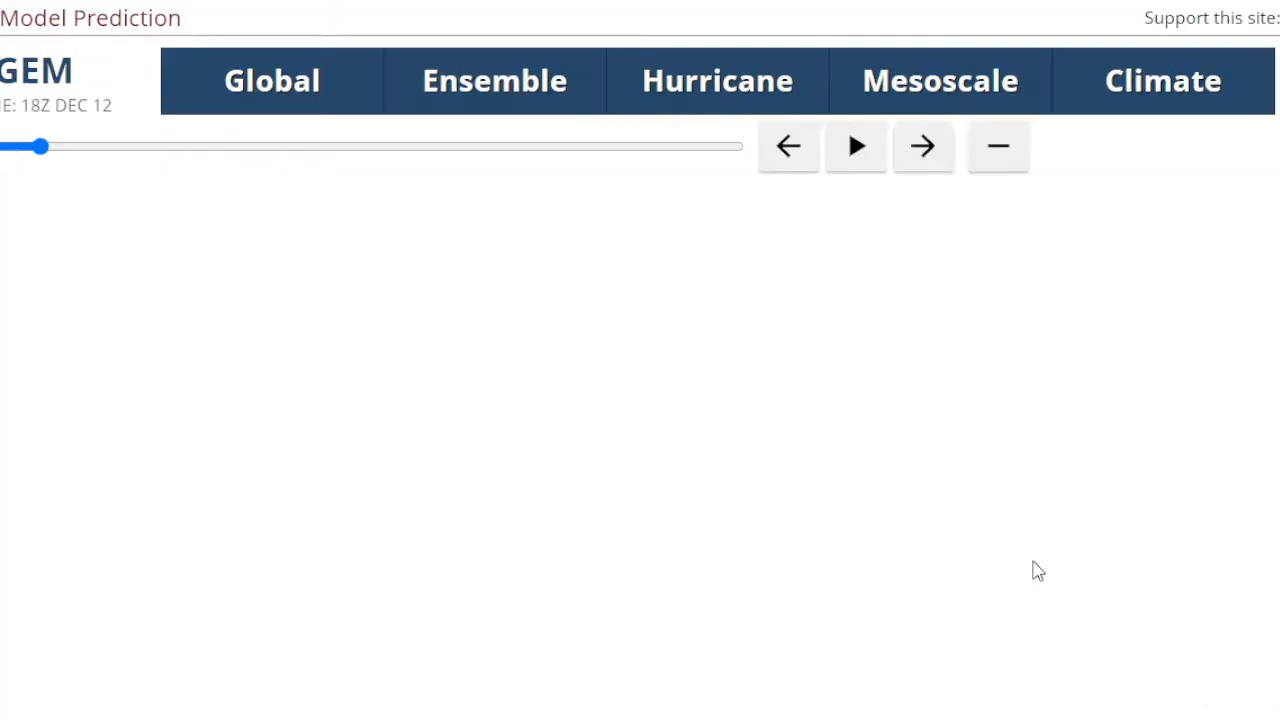 Model Prediction
Support this site:
GEM
E: 18Z DEC 12
Global
Ensemble
Hurricane
Mesoscale
Climate